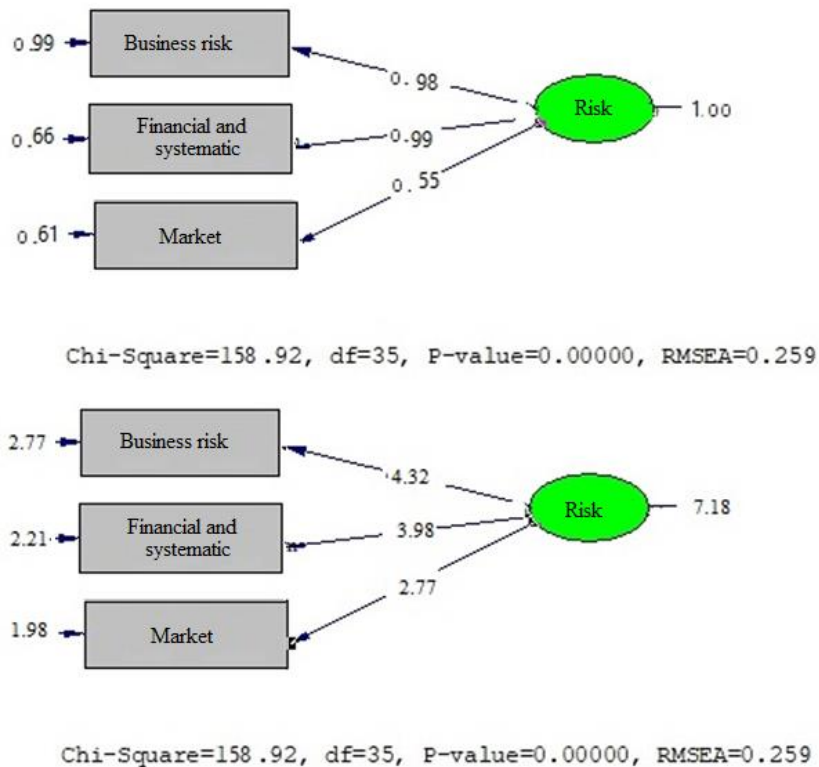 0.99
Business risk
0.98
Risk
1.00
0.66
Financial and
systematic
0.99
0.55
0.61
Market
Chi-Square=158.92, df=35, P-value=0.00000, RMSEA=0.259
2.77
Business risk
4.32
Risk
7.18
2.21
Financial and
systematic
3.98
2.77
1.98
Market
Chi-Square=158.92, df=35, P-value=0.00000, RMSEA=0.259